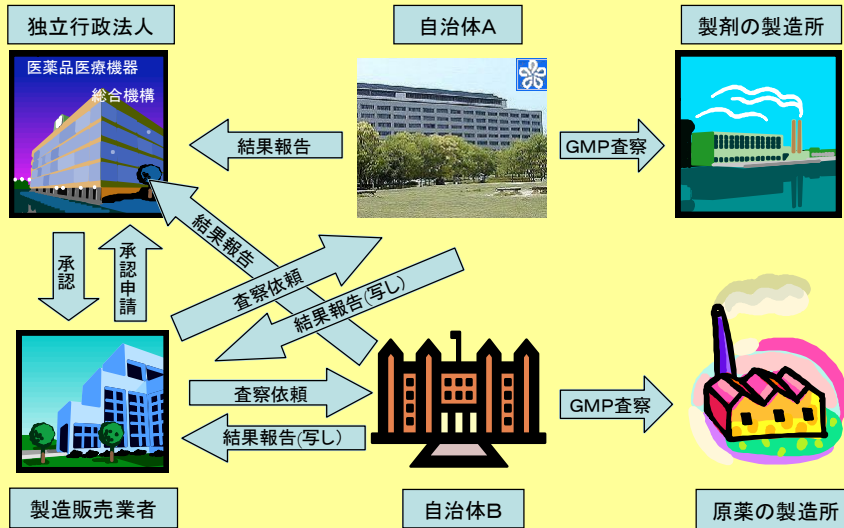 独立行政法人
自治体A
製剤の製造所
医薬品医療機器
総合機構
結果報告
GMP査察
承認
承認申請
結果報告
査察依頼
結果報告(写し)
査察依頼
結果報告(写し)
GMP査察
製造販売業者
自治体B
原薬の製造所